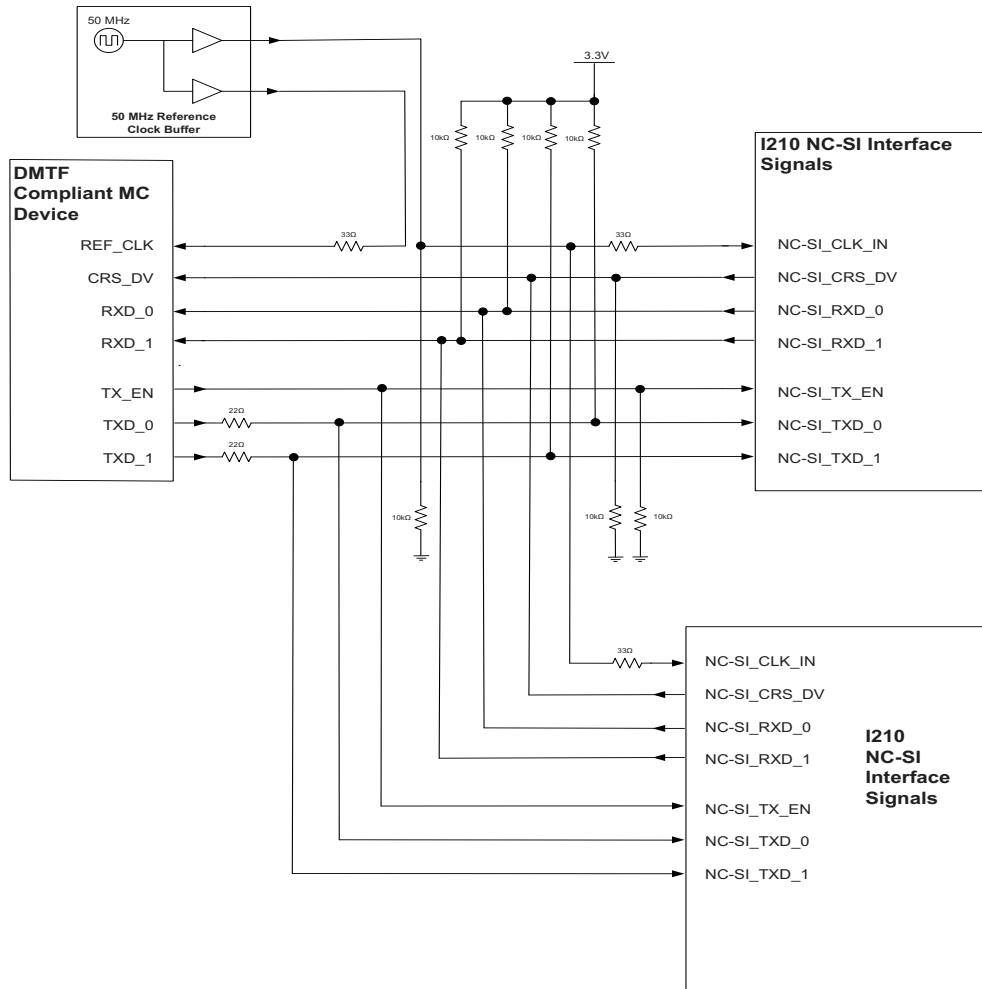 50 MHz
50 MHz Reference
Clock Buffer
3.3V
10kΩ
10kΩ
10kΩ
10kΩ
DMTF
Compliant MC
Device
REF_CLK
CRS_DV
RXD_0
RXD_1
TX_EN
TXD_0
TXD_1
33Ω
33Ω
22Ω
22Ω
I210 NC-SI Interface
Signals
NC-SI_CLK_IN
NC-SI_CRS_DV
NC-SI_RXD_0
NC-SI_RXD_1
NC-SI_TX_EN
NC-SI_TXD_0
NC-SI_TXD_1
10kΩ
10kΩ
10kΩ
33Ω
NC-SI_CLK_IN
NC-SI_CRS_DV
NC-SI_RXD_0
NC-SI_RXD_1
NC-SI_TX_EN
NC-SI_TXD_0
NC-SI_TXD_1
I210
NC-SI
Interface
Signals